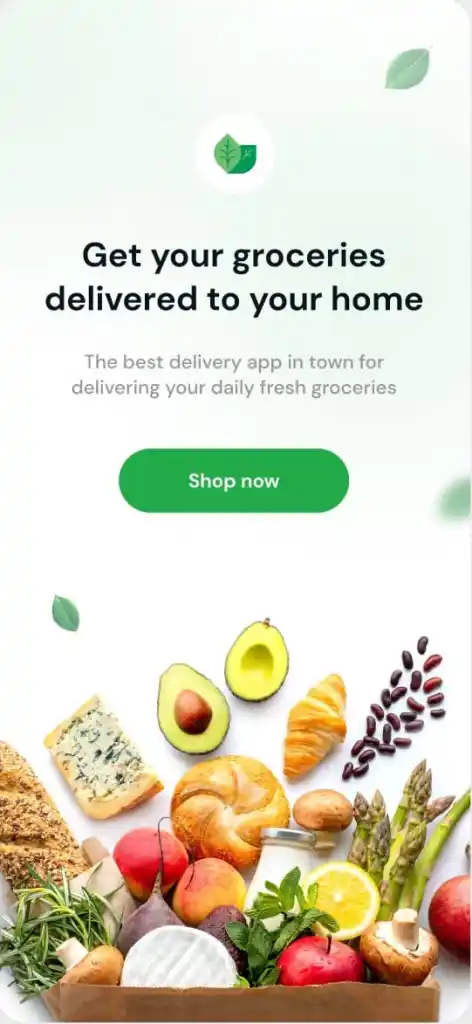 Get your groceries
delivered to your home
The best delivery app in town for
delivering your daily fresh groceries
Shop now